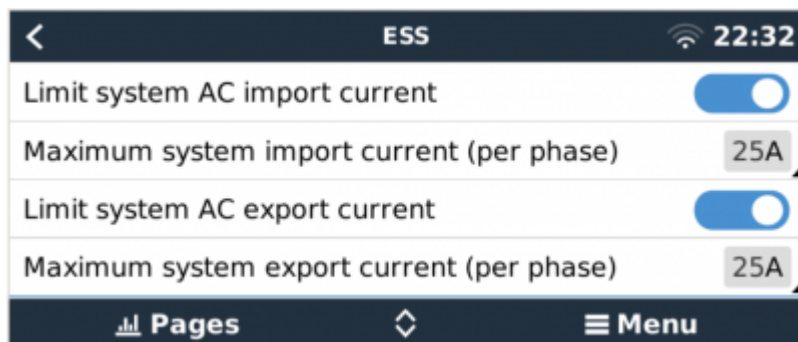 ESS 22:32
Limit system AC import current
Maximum system import current (per phase) 25A
Limit system AC export current
Maximum system export current (per phase) 25A
Pages Menu